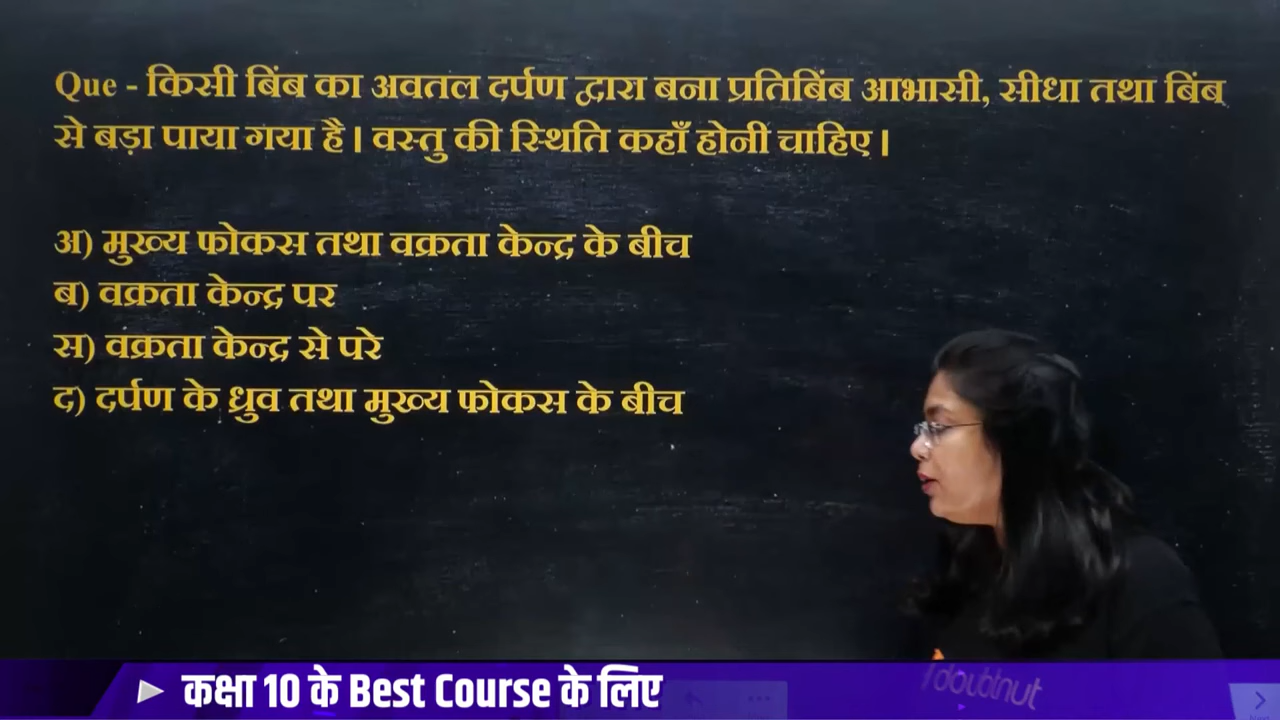 Que - किसी बिंब का अवतल दर्पण द्वारा बना प्रतिबिंब आभासी, सीधा तथा बिंब
से बड़ा पाया गया है। वस्तु की स्थिति कहाँ होनी चाहिए।
अ) मुख्य फोकस तथा वक्रता केन्द्र के बीच
ब) वक्रता केन्द्र पर
स) वक्रता केन्द्र से परे
द) दर्पण के ध्रुव तथा मुख्य फोकस के बीच
doubtnut
कक्षा 10 के Best Course के लिए